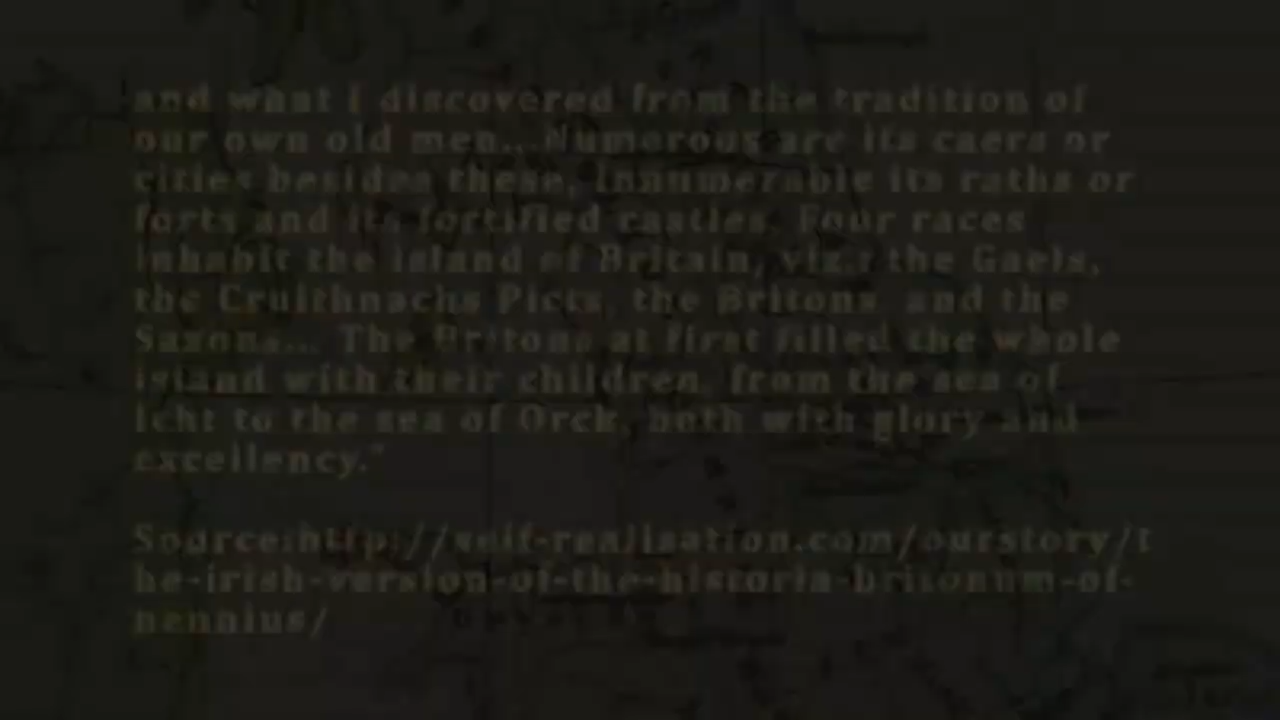 and what I discovered from the tradition of
our own old men... Numerous are its caers or
cities besides these, innumerable its raths or
forts and its fortified castles. Four races
inhabit the island of Britain, viz.: the Gaels,
the Cruithnachs Picts, the Britons, and the
Saxons... The Britons at first filled the whole
island with their children, from the sea of
Icht to the sea of Orck, both with glory and
excellency."
Source:http://self-realisation.com/ourstory/t
he-irish-version-of-the-historia-britonum-of-
nennius/